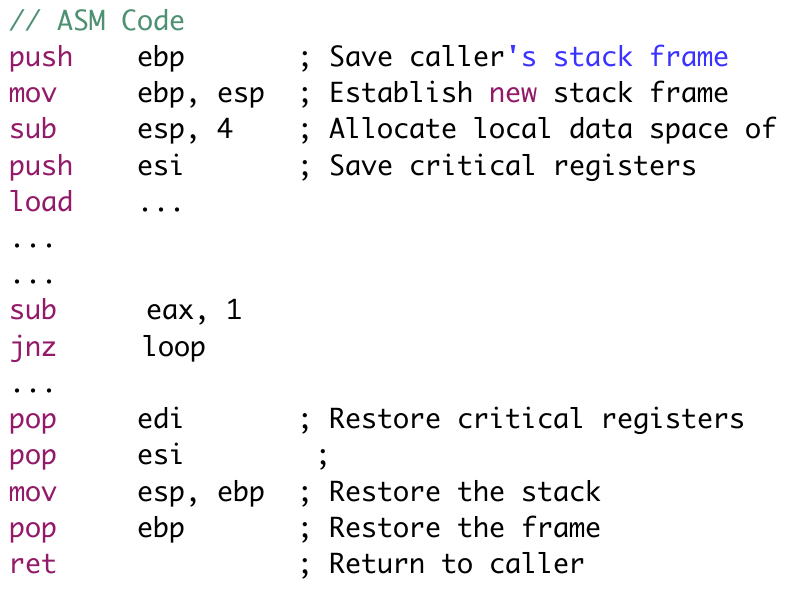 // ASM Code
push    ebp       ; Save caller's stack frame
mov     ebp, esp  ; Establish new stack frame
sub     esp, 4    ; Allocate local data space of
push    esi       ; Save critical registers
load    ...
...
...
sub     eax, 1
jnz     loop
...
pop     edi       ; Restore critical registers
pop     esi        ;
mov     esp, ebp  ; Restore the stack
pop     ebp       ; Restore the frame
ret               ; Return to caller